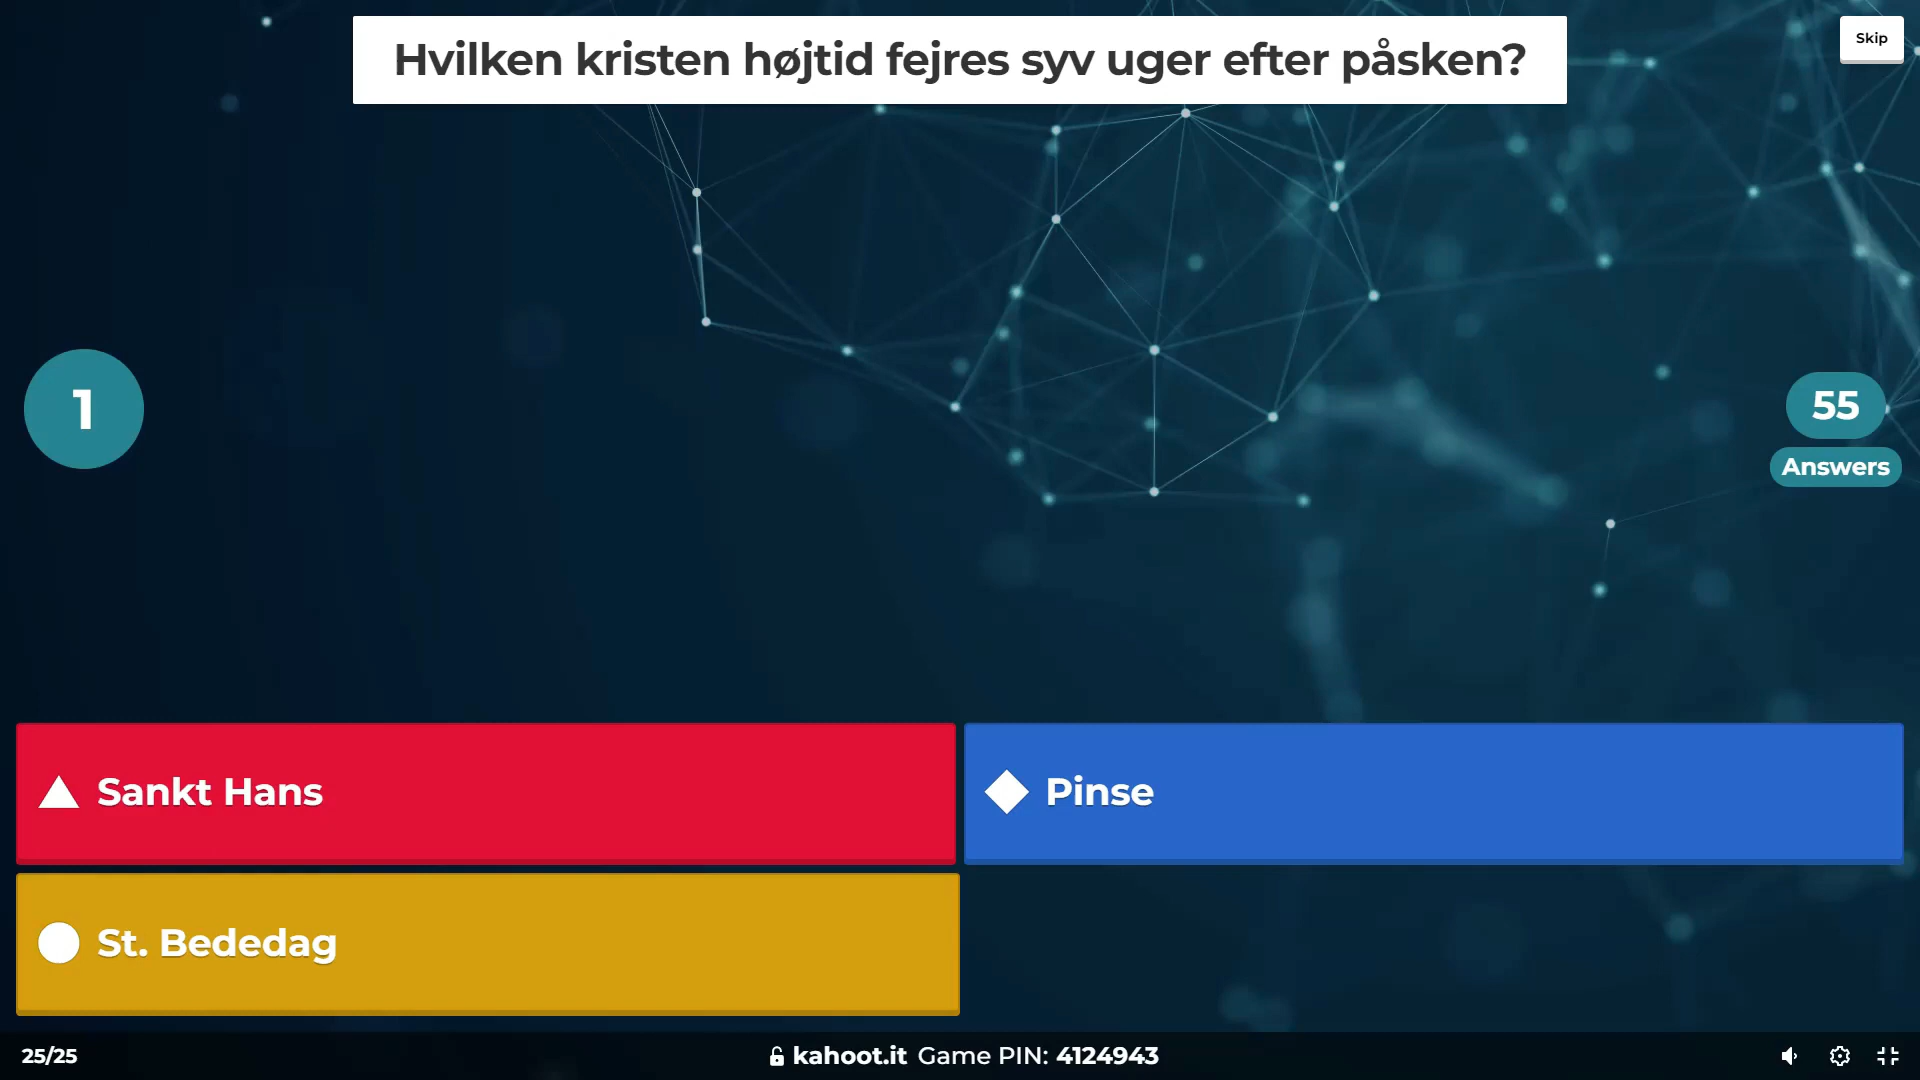 Hvilken kristen højtid fejres syv uger efter påsken?
Skip
1
55
Answers
Sankt Hans
Pinse
St. Bededag
25/25
kahoot.it Game PIN: 4124943